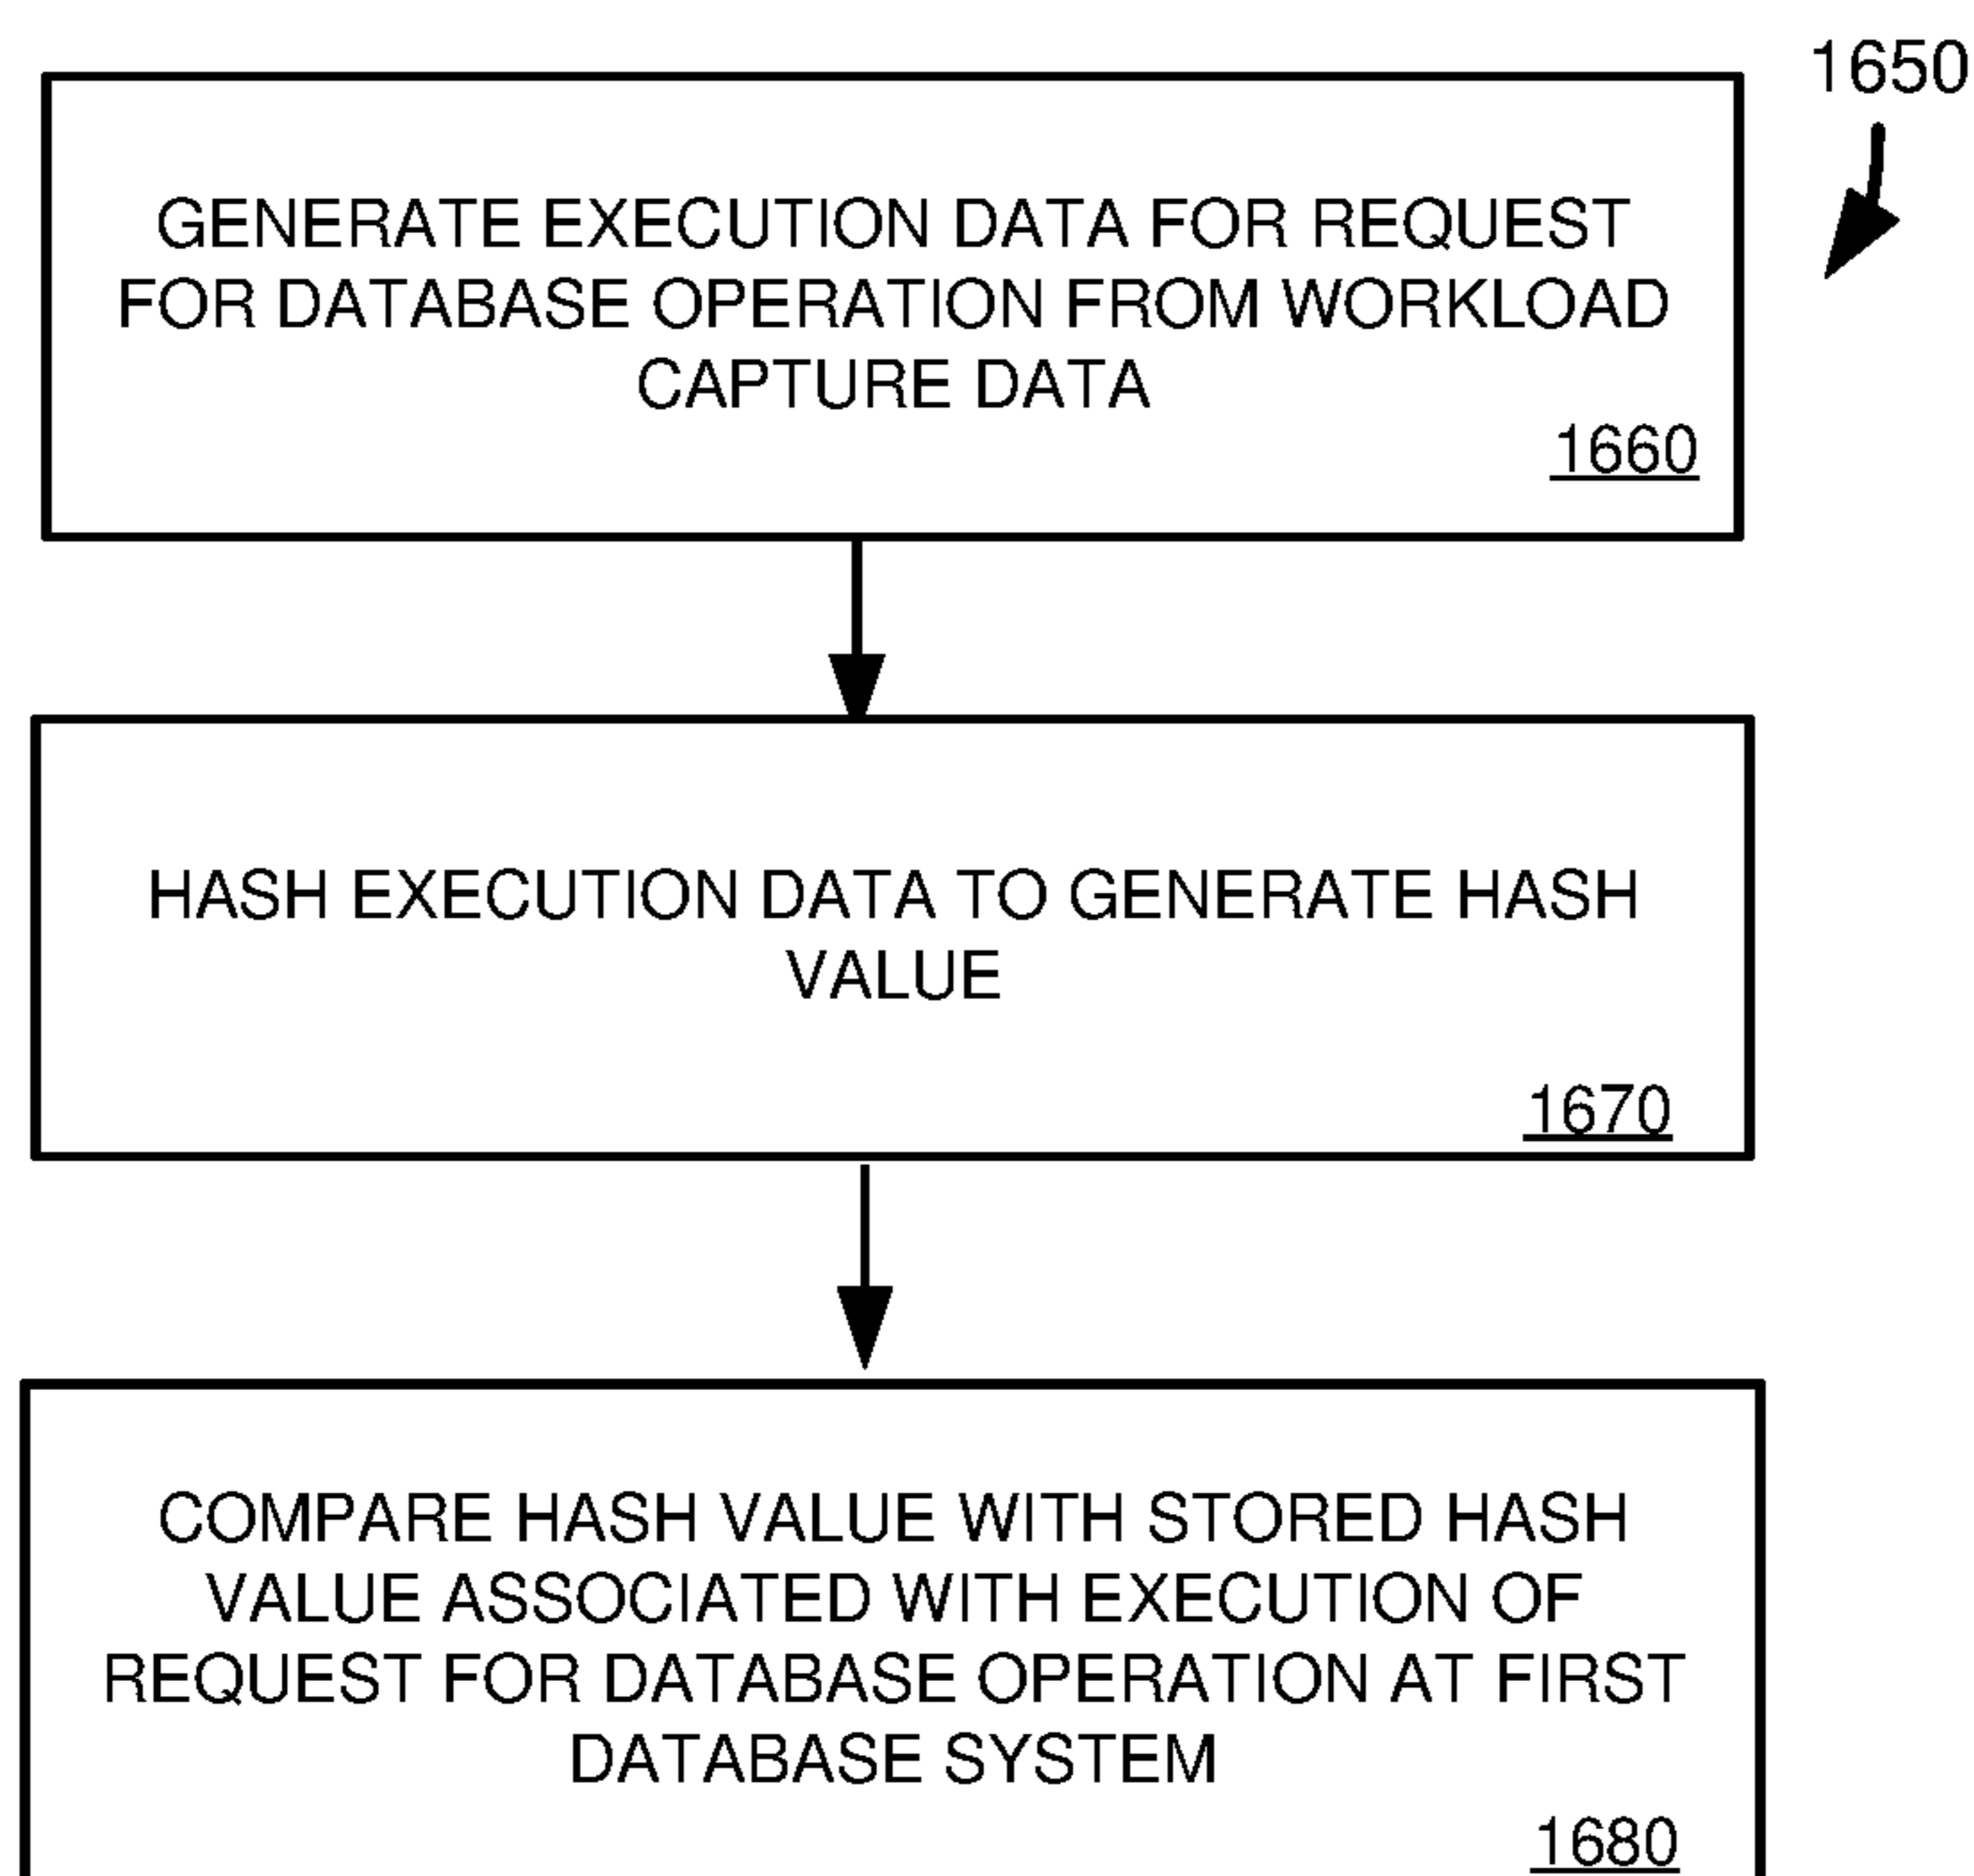 1650
GENERATE EXECUTION DATA FOR REQUEST
FOR DATABASE OPERATION FROM WORKLOAD
CAPTURE DATA
1660
HASH EXECUTION DATA TO GENERATE HASH
VALUE
1670
COMPARE HASH VALUE WITH STORED HASH
VALUE ASSOCIATED WITH EXECUTION OF
REQUEST FOR DATABASE OPERATION AT FIRST
DATABASE SYSTEM
1680